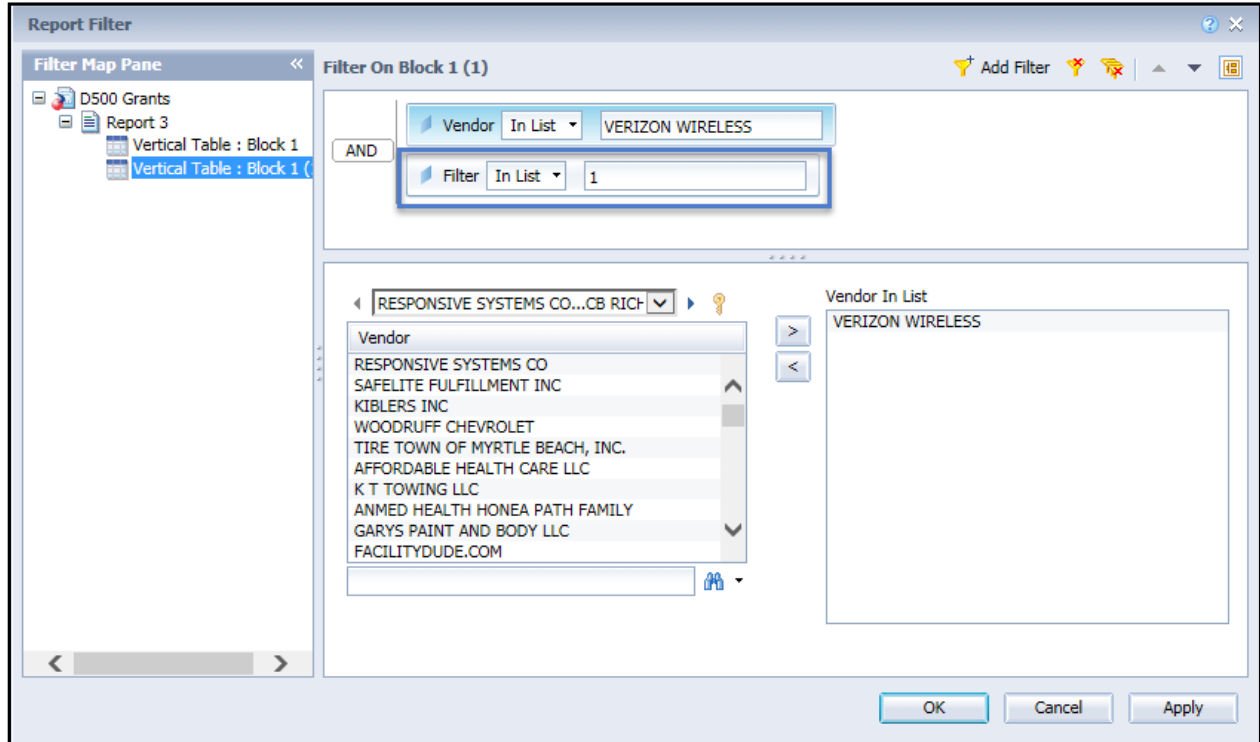 Report Filter
Filter Map Pane
D500 Grants
Report 3
Vertical Table : Block 1
Vertical Table : Block 1 (
Filter On Block 1 (1)
Add Filter
AND
Vendor In List VERIZON WIRELESS
Filter In List 1
RESPONSIVE SYSTEMS CO...CB RICH
Vendor
RESPONSIVE SYSTEMS CO
SAFELITE FULFILLMENT INC
KIBLERS INC
WOODRUFF CHEVROLET
TIRE TOWN OF MYRTLE BEACH, INC.
AFFORDABLE HEALTH CARE LLC
K T TOWING LLC
ANMED HEALTH HONEA PATH FAMILY
GARYS PAINT AND BODY LLC
FACILITYDUDE.COM
>
<
Vendor In List
VERIZON WIRELESS
OK Cancel Apply